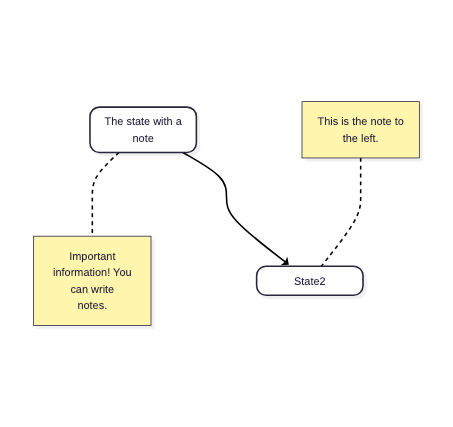 The state with a
note
This is the note to
the left.
Important
information! You
can write
notes.
State2